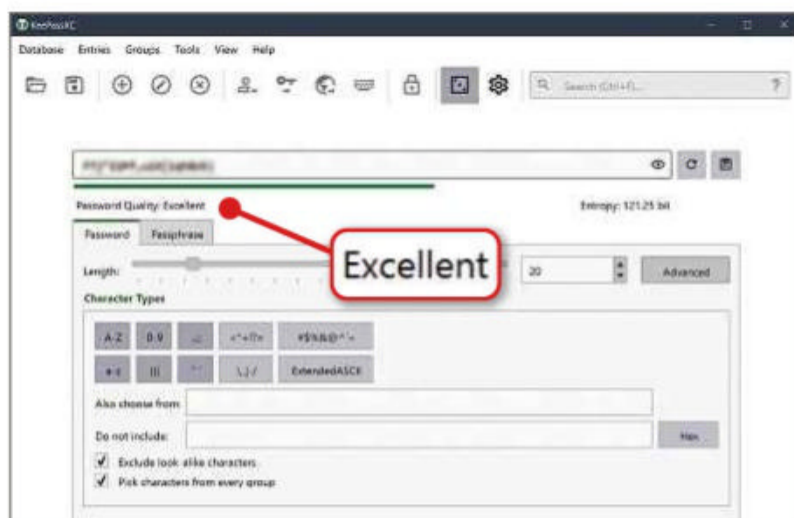 KeePassXC
Database Entries Groups Tools View Help
Search (Ctrl+F)...
?
Password Quality: Excellent
Entropy: 121.25 bit
Excellent
Password Passphrase
Length:
20
Advanced
Character Types
A-Z 0-9
a-z
ExtendedASCII
Also choose from:
Do not include:
Hex
Exclude look-alike characters
Pick characters from every group